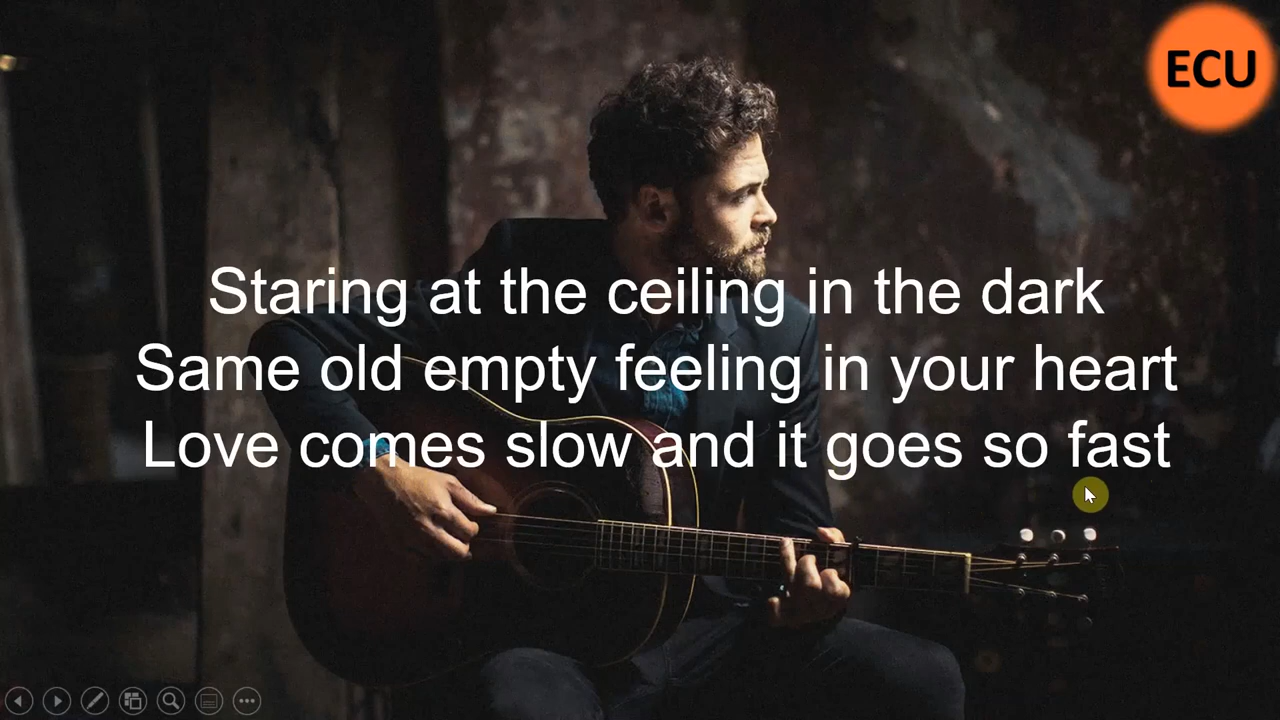 ECU
Staring at the ceiling in the dark
Same old empty feeling in your heart
Love comes slow and it goes so fast